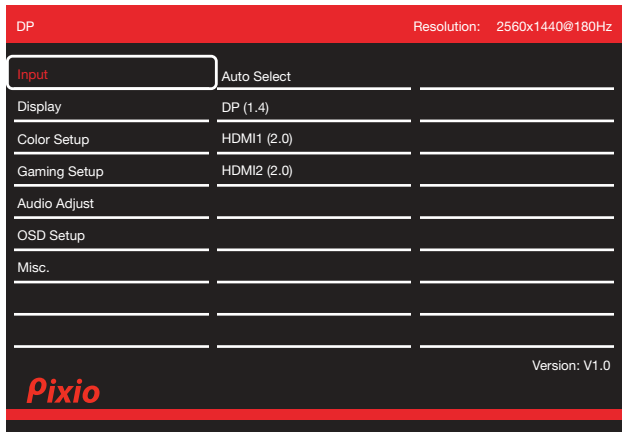 DP Resolution: 2560x1440@180Hz
Input Auto Select
Display DP (1.4)
Color Setup HDMI1 (2.0)
Gaming Setup HDMI2 (2.0)
Audio Adjust
OSD Setup
Misc.
Version: V1.0
Pixio